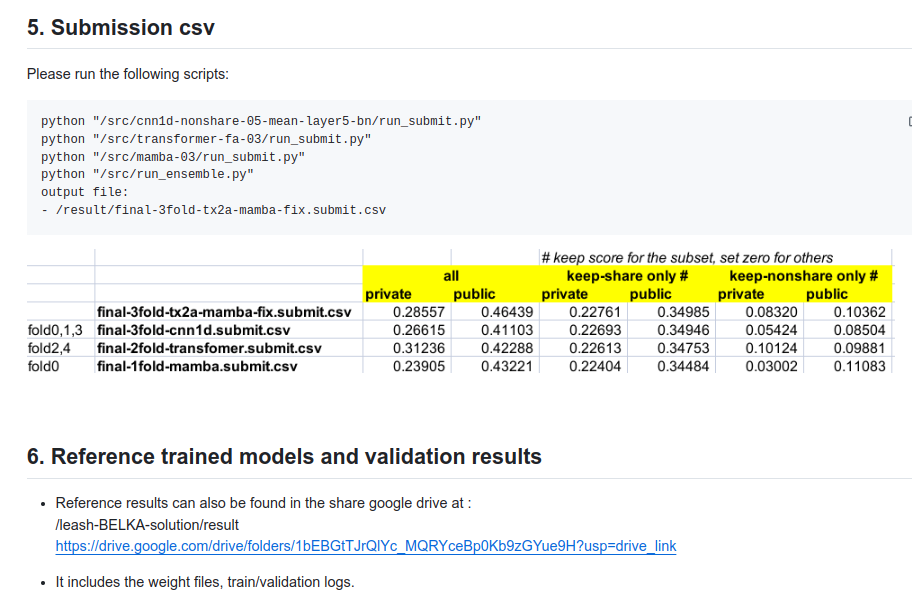 5. Submission csv
Please run the following scripts:
python "/src/cnn1d-nonshare-05-mean-layer5-bn/run_submit.py"
python "/src/transformer-fa-03/run_submit.py"
python "/src/mamba-03/run_submit.py"
python "/src/run_ensemble.py"
output file:
- /result/final-3fold-tx2a-mamba-fix.submit.csv
# keep score for the subset, set zero for others
all keep-share only # keep-nonshare only #
private public private public private public
final-3fold-tx2a-mamba-fix.submit.csv 0.28557 0.46439 0.22761 0.34985 0.08320 0.10362
fold0,1,3 final-3fold-cnn1d.submit.csv 0.26615 0.41103 0.22693 0.34946 0.05424 0.08504
fold2,4 final-2fold-transfomer.submit.csv 0.31236 0.42288 0.22613 0.34753 0.10124 0.09881
fold0 final-1fold-mamba.submit.csv 0.23905 0.43221 0.22404 0.34484 0.03002 0.11083
6. Reference trained models and validation results
• Reference results can also be found in the share google drive at :
/leash-BELKA-solution/result
https://drive.google.com/drive/folders/1bEBGtTJrQlYc_MQRYceBp0Kb9zGYue9H?usp=drive_link
• It includes the weight files, train/validation logs.